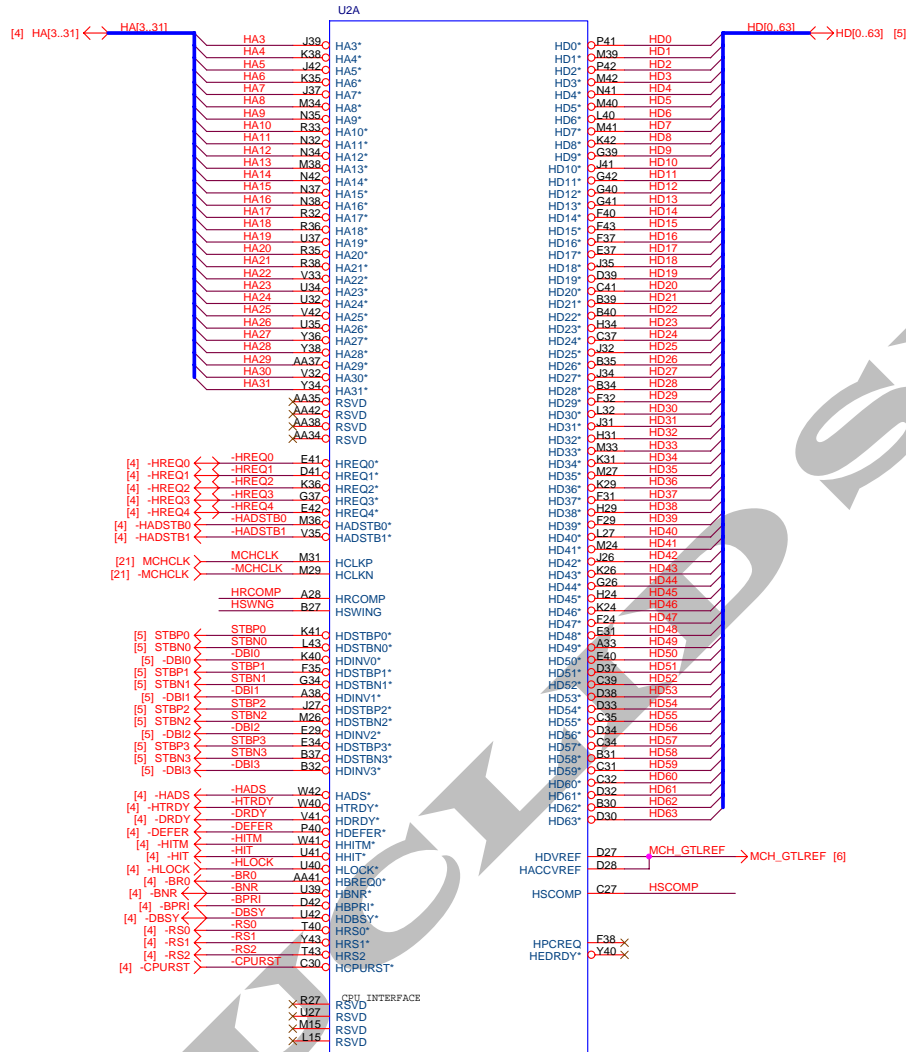 U2A
[4] HA[3..31] HA[3..31] HD[0..63] HD[0..63] [5]
HA3 J39 HA3* HD0* P41 HD0
HA4 K38 HA4* HD1* M39 HD1
HA5 J42 HA5* HD2* P42 HD2
HA6 K35 HA6* HD3* M42 HD3
HA7 J37 HA7* HD4* N41 HD4
HA8 M34 HA8* HD5* M40 HD5
HA9 N35 HA9* HD6* L40 HD6
HA10 R33 HA10* HD7* M41 HD7
HA11 N32 HA11* HD8* K42 HD8
HA12 N34 HA12* HD9* G39 HD9
HA13 M38 HA13* HD10* J41 HD10
HA14 N42 HA14* HD11* G42 HD11
HA15 N37 HA15* HD12* G40 HD12
HA16 N38 HA16* HD13* G41 HD13
HA17 R32 HA17* HD14* F40 HD14
HA18 R36 HA18* HD15* F43 HD15
HA19 U37 HA19* HD16* F37 HD16
HA20 R35 HA20* HD17* E37 HD17
HA21 R38 HA21* HD18* J35 HD18
HA22 V33 HA22* HD19* D39 HD19
HA23 U34 HA23* HD20* C41 HD20
HA24 U32 HA24* HD21* B39 HD21
HA25 V42 HA25* HD22* B40 HD22
HA26 U35 HA26* HD23* H34 HD23
HA27 Y36 HA27* HD24* C37 HD24
HA28 Y38 HA28* HD25* J32 HD25
HA29 AA37 HA29* HD26* B35 HD26
HA30 V32 HA30* HD27* J34 HD27
HA31 Y34 HA31* HD28* B34 HD28
AA35 RSVD HD29* F32 HD29
AA42 RSVD HD30* L32 HD30
AA38 RSVD HD31* J31 HD31
AA34 RSVD HD32* H31 HD32
HD33* M33 HD33
[4] -HREQ0 -HREQ0 E41 HREQ0* HD34* K31 HD34
[4] -HREQ1 -HREQ1 D41 HREQ1* HD35* M27 HD35
[4] -HREQ2 -HREQ2 K36 HREQ2* HD36* K29 HD36
[4] -HREQ3 -HREQ3 G37 HREQ3* HD37* F31 HD37
[4] -HREQ4 -HREQ4 E42 HREQ4* HD38* H29 HD38
[4] -HADSTB0 -HADSTB0 M36 HADSTB0* HD39* F29 HD39
[4] -HADSTB1 -HADSTB1 V35 HADSTB1* HD40* L27 HD40
HD41* M24 HD41
[21] MCHCLK MCHCLK M31 HCLKP HD42* J26 HD42
[21] -MCHCLK -MCHCLK M29 HCLKN HD43* K26 HD43
HD44* G26 HD44
HRCOMP A28 HRCOMP HD45* H24 HD45
HSWNG B27 HSWING HD46* K24 HD46
HD47* F24 HD47
[5] STBP0 STBP0 K41 HDSTBP0* HD48* E31 HD48
[5] STBN0 STBN0 L43 HDSTBN0* HD49* A33 HD49
[5] -DBI0 -DBI0 K40 HDINV0* HD50* E40 HD50
[5] STBP1 STBP1 F35 HDSTBP1* HD51* D37 HD51
[5] STBN1 STBN1 G34 HDSTBN1* HD52* C39 HD52
[5] -DBI1 -DBI1 A38 HDINV1* HD53* D38 HD53
[5] STBP2 STBP2 J27 HDSTBP2* HD54* D33 HD54
[5] STBN2 STBN2 M26 HDSTBN2* HD55* C35 HD55
[5] -DBI2 -DBI2 E29 HDINV2* HD56* D34 HD56
[5] STBP3 STBP3 E34 HDSTBP3* HD57* C34 HD57
[5] STBN3 STBN3 B37 HDSTBN3* HD58* B31 HD58
[5] -DBI3 -DBI3 B32 HDINV3* HD59* C31 HD59
HD60* C32 HD60
[4] -HADS -HADS W42 HADS* HD61* D32 HD61
[4] -HTRDY -HTRDY W40 HTRDY* HD62* B30 HD62
[4] -DRDY -DRDY V41 HDRDY* HD63* D30 HD63
[4] -DEFER -DEFER P40 HDEFER*
[4] -HITM -HITM W41 HHITM*
[4] -HIT -HIT U41 HHIT* HDVREF D27 MCH_GTLREF MCH_GTLREF [6]
[4] -HLOCK -HLOCK U40 HLOCK* HACCVREF D28
[4] -BR0 -BR0 AA41 HBREQ0*
[4] -BNR -BNR U39 HBNR* HSCOMP C27 HSCOMP
[4] -BPRI -BPRI D42 HBPRI*
[4] -DBSY -DBSY U42 HDBSY*
[4] -RS0 -RS0 T40 HRS0*
[4] -RS1 -RS1 Y43 HRS1* HPCREQ F38
[4] -RS2 -RS2 T43 HRS2 HEDRDY* Y40
[4] -CPURST -CPURST C30 HCPURST*
CPU INTERFACE
R27 RSVD
U27 RSVD
M15 RSVD
L15 RSVD